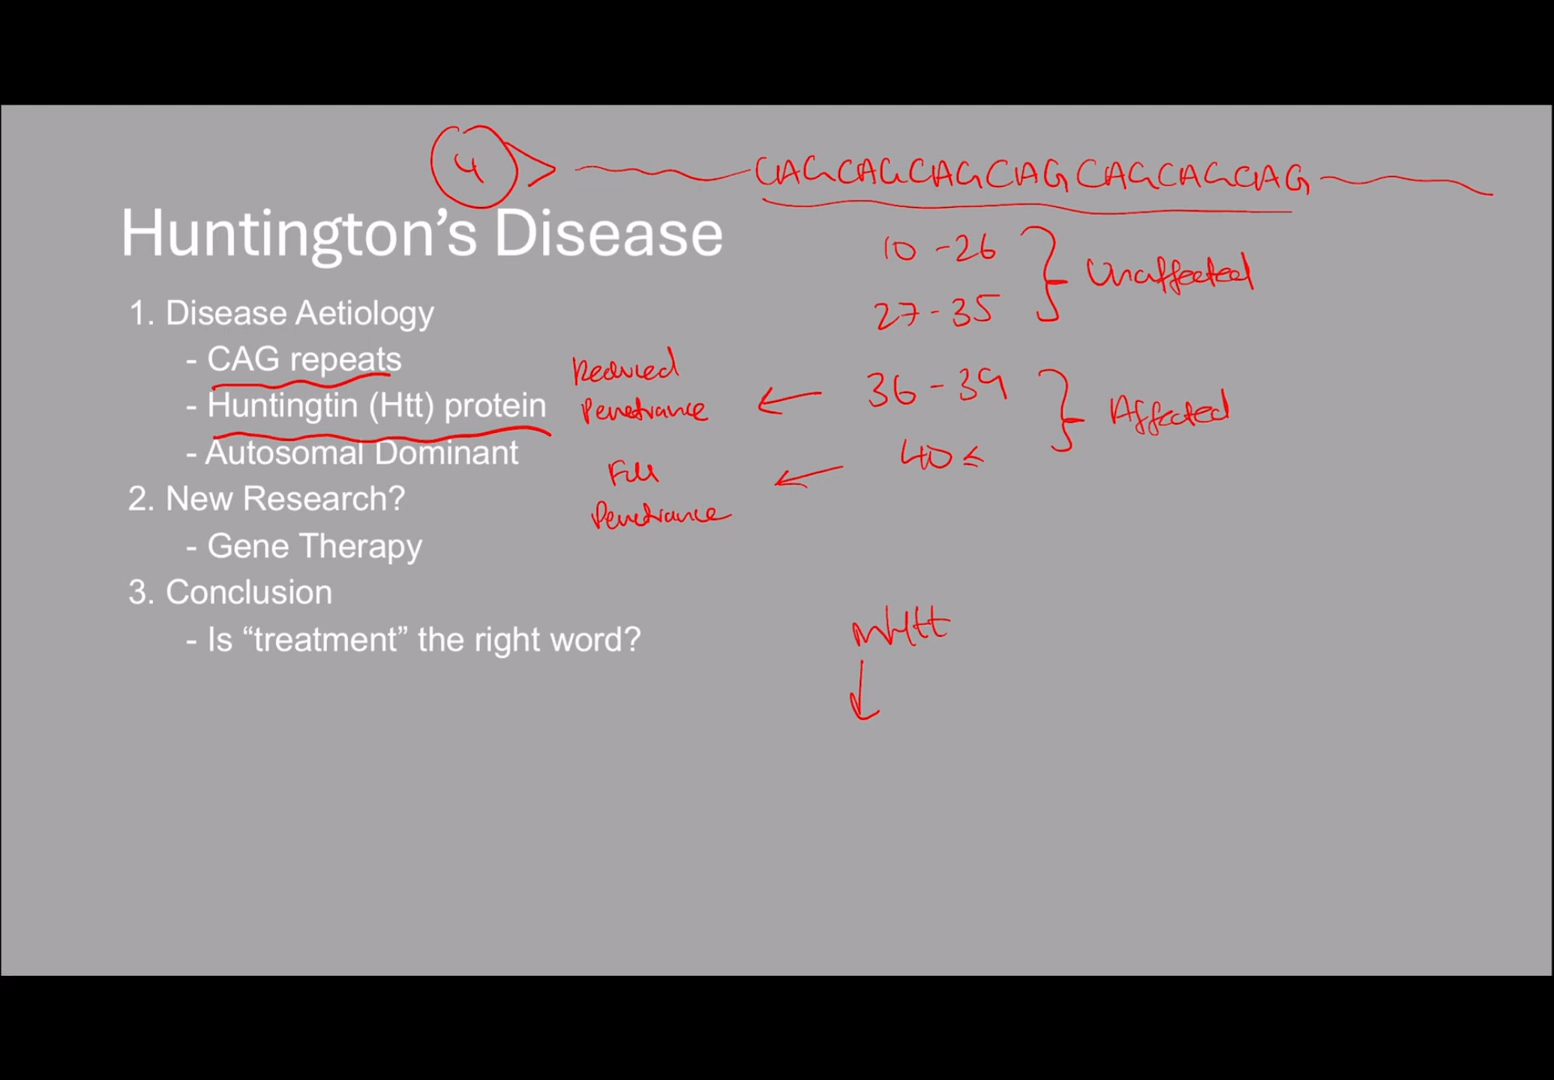 4 CAGCAGCAGCAGCAGCAGCAG
Huntington’s Disease
10 - 26
Unaffected
27 - 35
1. Disease Aetiology
- CAG repeats
- Huntingtin (Htt) protein
- Autosomal Dominant
2. New Research?
- Gene Therapy
3. Conclusion
- Is “treatment” the right word?
Reduced
Penetrance
36 - 39
Affected
40 ≤
Full
Penetrance
mHtt